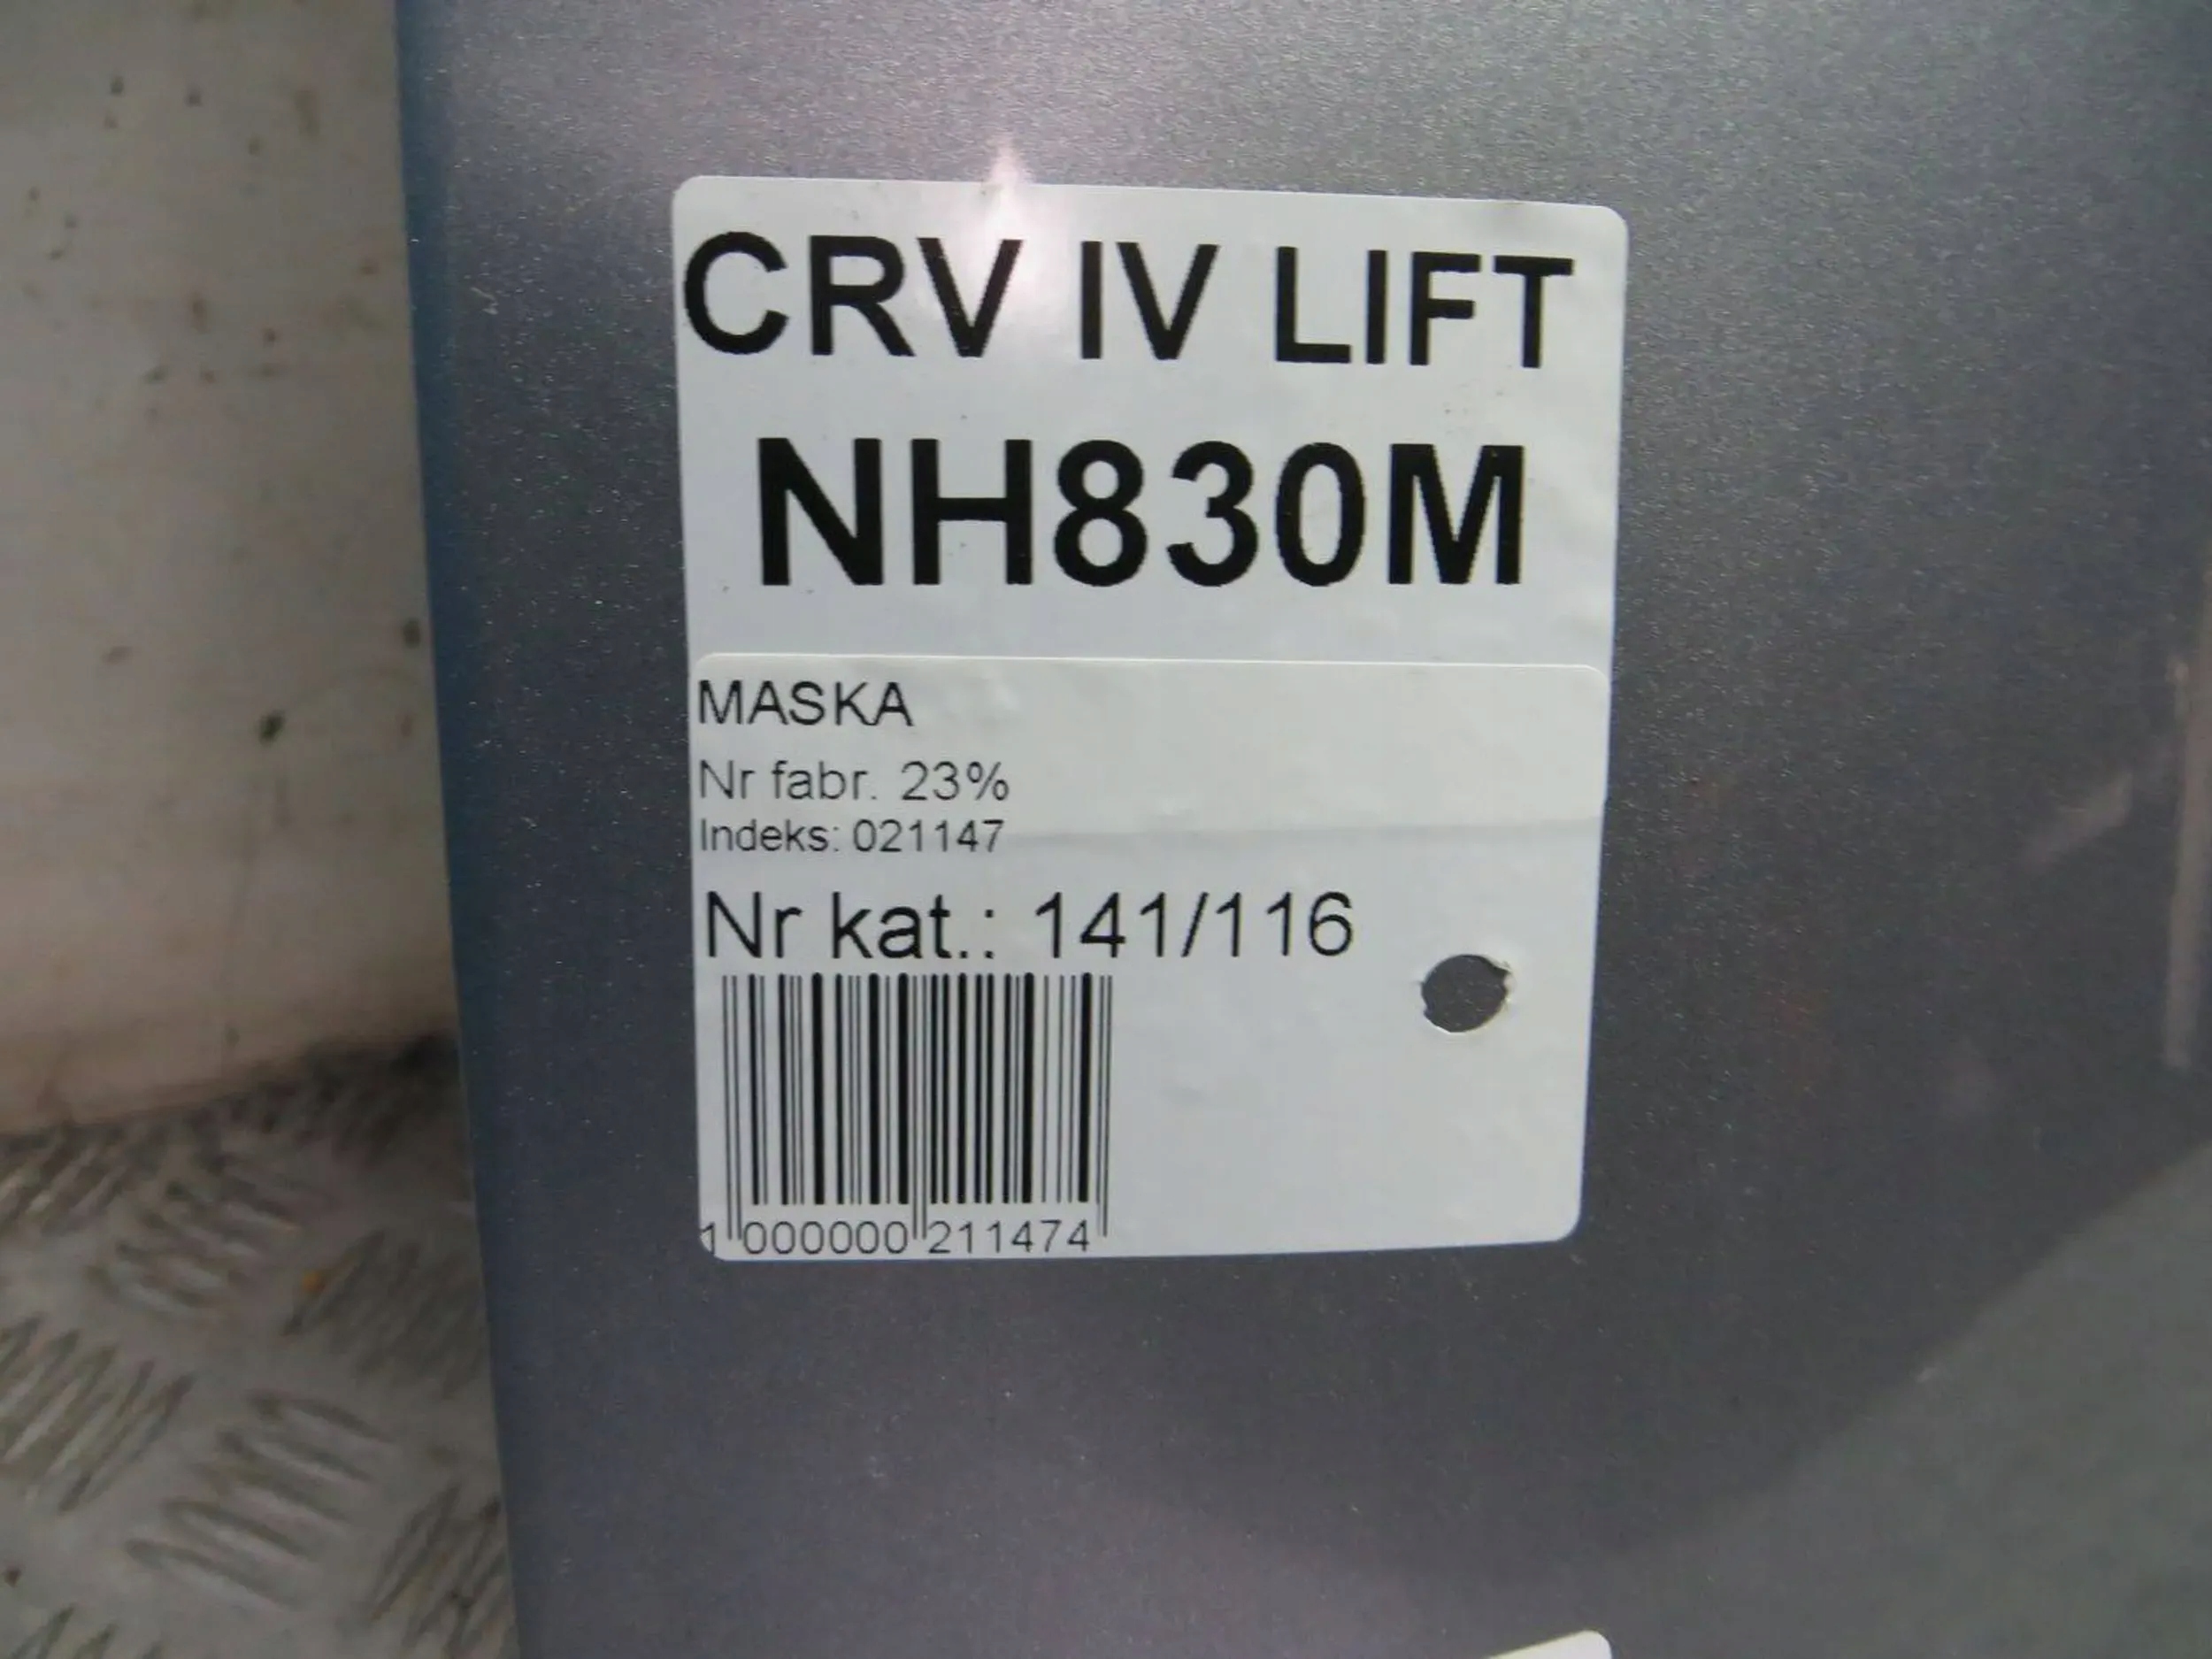 CRV IV LIFT
NH830M
MASKA
Nr fabr. 23%
Indeks: 021147
Nr kat.: 141/116
1 000000 211474